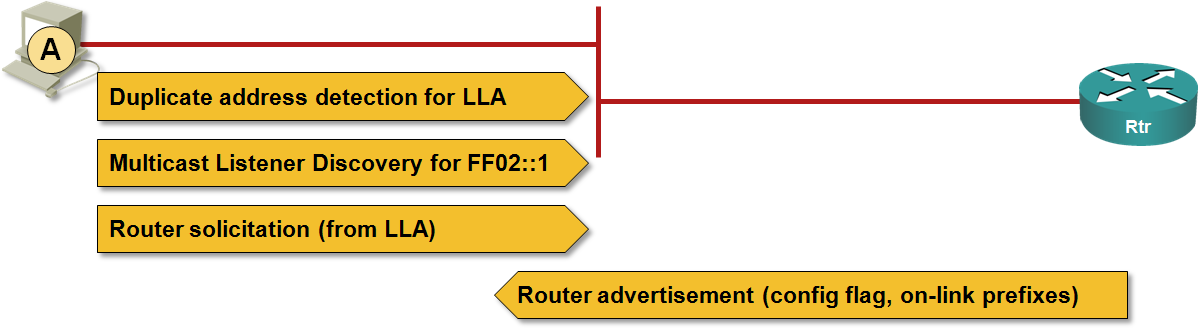 A
Duplicate address detection for LLA
Rtr
Multicast Listener Discovery for FF02::1
Router solicitation (from LLA)
Router advertisement (config flag, on-link prefixes)